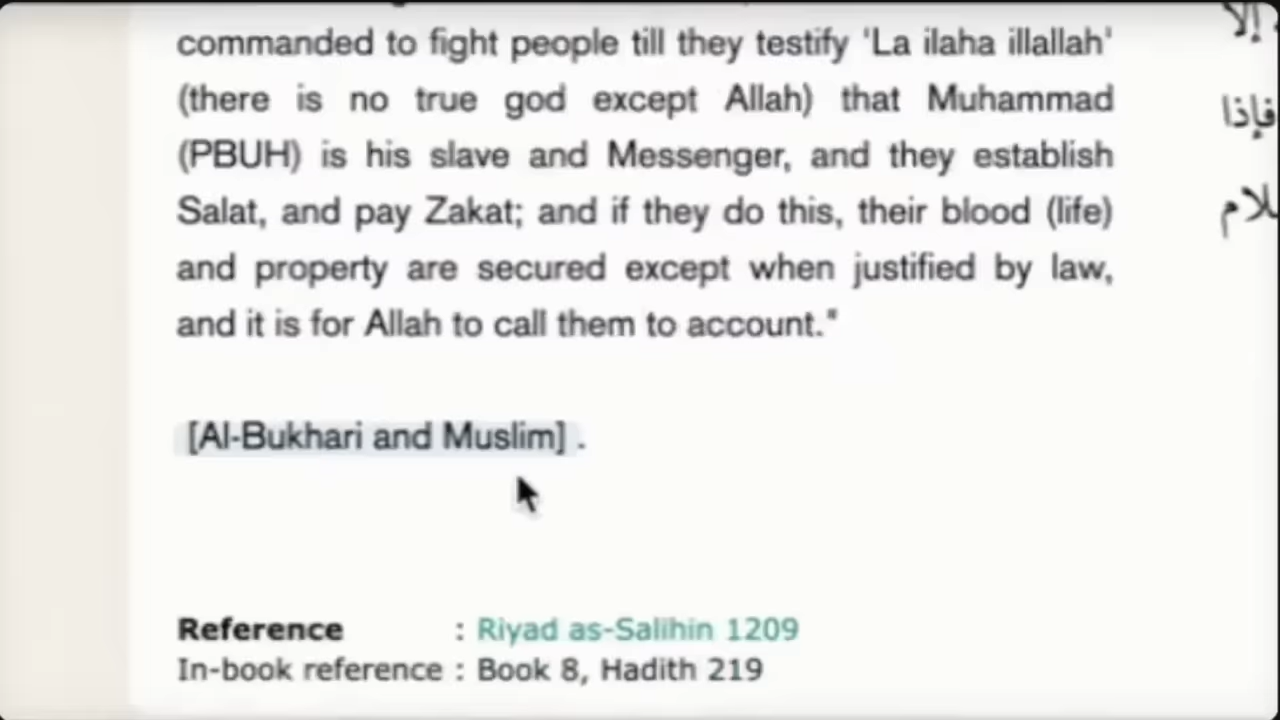 commanded to fight people till they testify 'La ilaha illallah'
(there is no true god except Allah) that Muhammad
(PBUH) is his slave and Messenger, and they establish
Salat, and pay Zakat; and if they do this, their blood (life)
and property are secured except when justified by law,
and it is for Allah to call them to account."
[Al-Bukhari and Muslim] .
Reference : Riyad as-Salihin 1209
In-book reference : Book 8, Hadith 219
إلا
فإذا